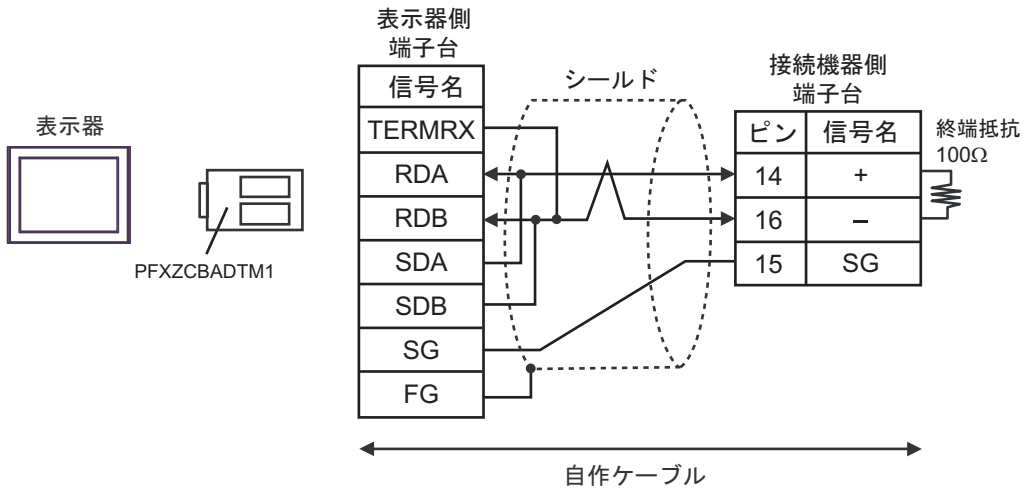 表示器
PFXZCBADTM1
表示器側
端子台
信号名
TERMRX
RDA
RDB
SDA
SDB
SG
FG
シールド
接続機器側
端子台
ピン 信号名
14 +
16 –
15 SG
終端抵抗
100Ω
自作ケーブル